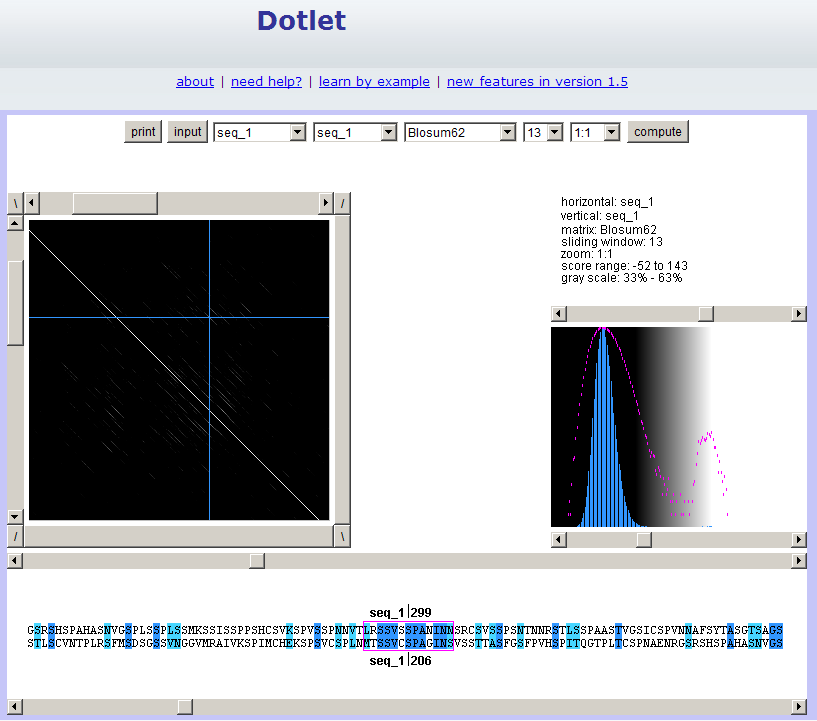 Dotlet
about | need help? | learn by example | new features in version 1.5
print input seq_1 seq_1 Blosum62 13 1:1 compute
\ /
horizontal: seq_1
vertical: seq_1
matrix: Blosum62
sliding window: 13
zoom: 1:1
score range: -52 to 143
gray scale: 33% - 63%
/ \
seq_1 299
GSRSHSPAHASNVGSPLSSPLSSMKSSISSPPSHCSVKSPVSSPNNVTLRSSVSSPANINNSRCSVSSPSNTNNRSTLSSPAASTVGSICSPVNNAFSYTASGTSAGS
STLSCVNTPLRSFMSDSGSSVNGGVMRAIVKSPIMCHEKSPSVCSPLNMTSSVCSPAGINSVSSTTASFGSFPVHSPITQGTPLTCSPNAENRGSRSHSPAHASNVGS
seq_1 206